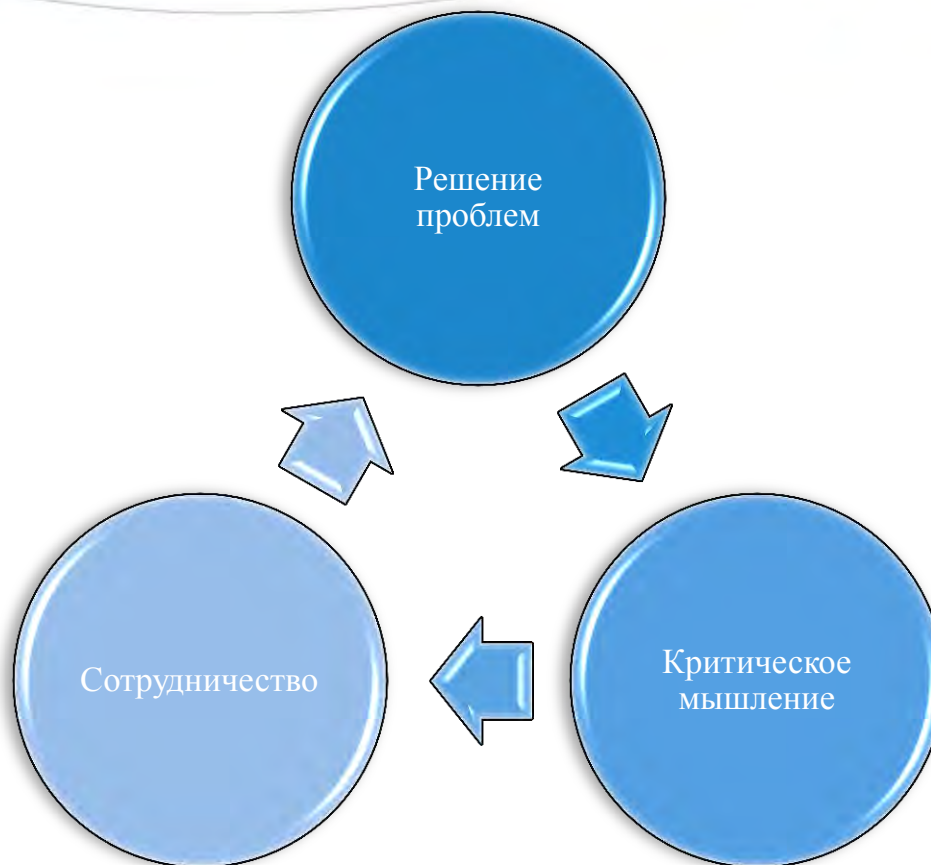 Решение
проблем
Критическое
мышление
Сотрудничество